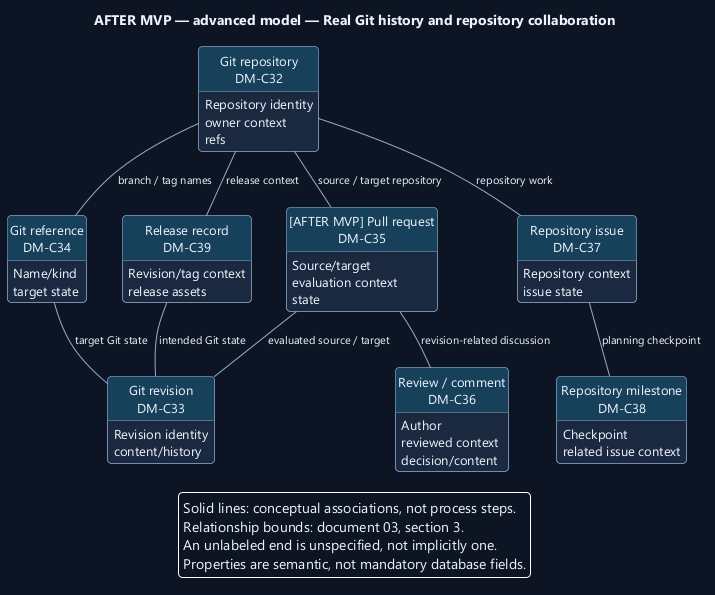 AFTER MVP — advanced model — Real Git history and repository collaboration
Git repository
DM-C32
Repository identity
owner context
refs
branch / tag names
release context
source / target repository
repository work
Git reference
DM-C34
Name/kind
target state
Release record
DM-C39
Revision/tag context
release assets
[AFTER MVP] Pull request
DM-C35
Source/target
evaluation context
state
Repository issue
DM-C37
Repository context
issue state
target Git state
intended Git state
evaluated source / target
revision-related discussion
planning checkpoint
Git revision
DM-C33
Revision identity
content/history
Review / comment
DM-C36
Author
reviewed context
decision/content
Repository milestone
DM-C38
Checkpoint
related issue context
Solid lines: conceptual associations, not process steps.
Relationship bounds: document 03, section 3.
An unlabeled end is unspecified, not implicitly one.
Properties are semantic, not mandatory database fields.